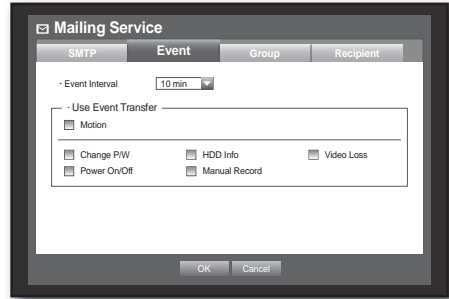 Mailing Service
SMTP Event Group Recipient
· Event Interval 10 min
· Use Event Transfer
Motion
Change P/W HDD Info Video Loss
Power On/Off Manual Record
OK Cancel